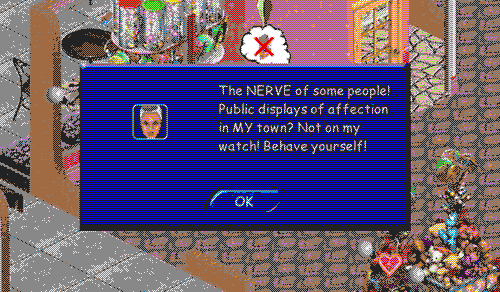 The NERVE of some people!
Public displays of affection
in MY town? Not on my
watch! Behave yourself!
OK